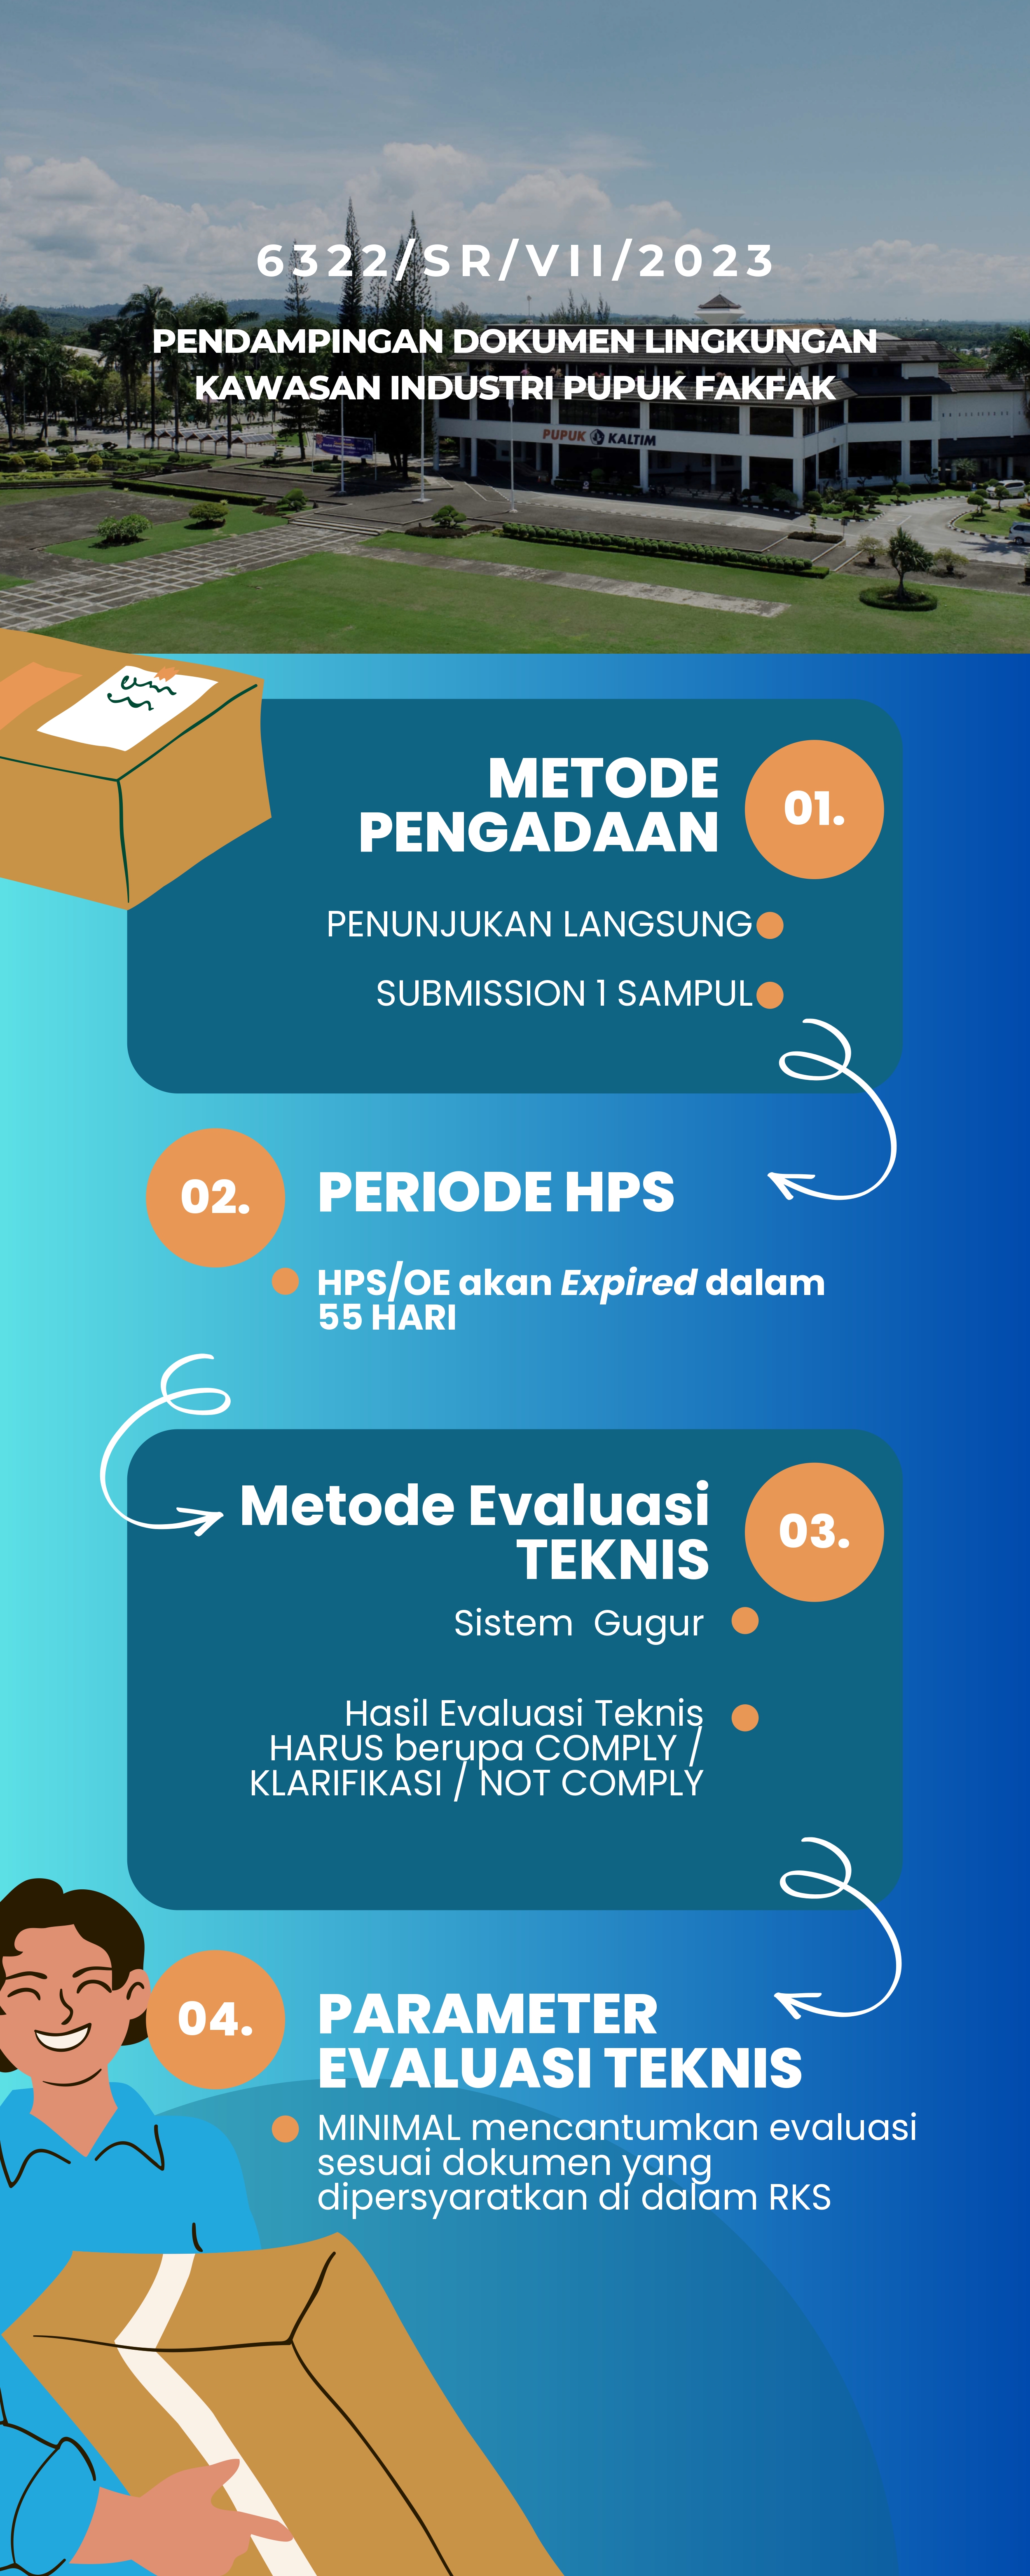 6322/SR/VII/2023
PENDAMPINGAN DOKUMEN LINGKUNGAN
KAWASAN INDUSTRI PUPUK FAKFAK
PUPUK KALTIM
METODE
PENGADAAN
01.
PENUNJUKAN LANGSUNG
SUBMISSION 1 SAMPUL
02.
PERIODE HPS
HPS/OE akan Expired dalam
55 HARI
Metode Evaluasi
TEKNIS
03.
Sistem Gugur
Hasil Evaluasi Teknis
HARUS berupa COMPLY /
KLARIFIKASI / NOT COMPLY
04.
PARAMETER
EVALUASI TEKNIS
MINIMAL mencantumkan evaluasi
sesuai dokumen yang
dipersyaratkan di dalam RKS